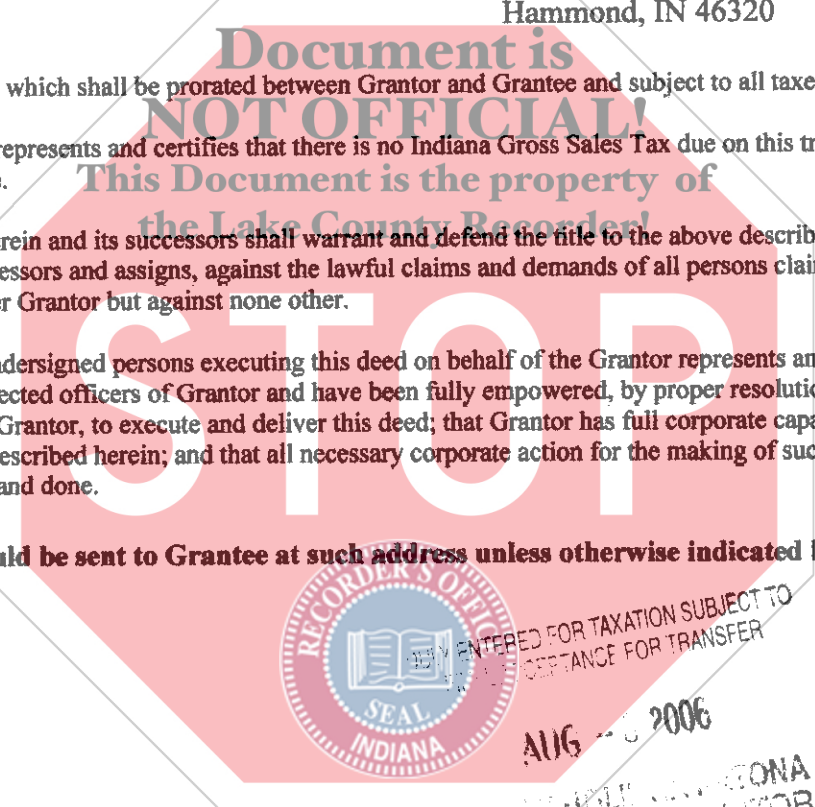 Hammond, IN 46320
Document is
which shall be prorated between Grantor and Grantee and subject to all taxe
NOT OFFICIAL!
epresents and certifies that there is no Indiana Gross Sales Tax due on this tr
This Document is the property of
the Lake County Recorder!
rein and its successors shall warrant and defend the title to the above describ
essors and assigns, against the lawful claims and demands of all persons clai
r Grantor but against none other.
STOP
ndersigned persons executing this deed on behalf of the Grantor represents an
ected officers of Grantor and have been fully empowered, by proper resoluti
Grantor, to execute and deliver this deed; that Grantor has full corporate capa
escribed herein; and that all necessary corporate action for the making of suc
and done.
ld be sent to Grantee at such address unless otherwise indicated
RECORDER'S OFFIC
SEAL
INDIANA
ENTERED FOR TAXATION SUBJECT TO
FOR TRANSFER
AUG 2006